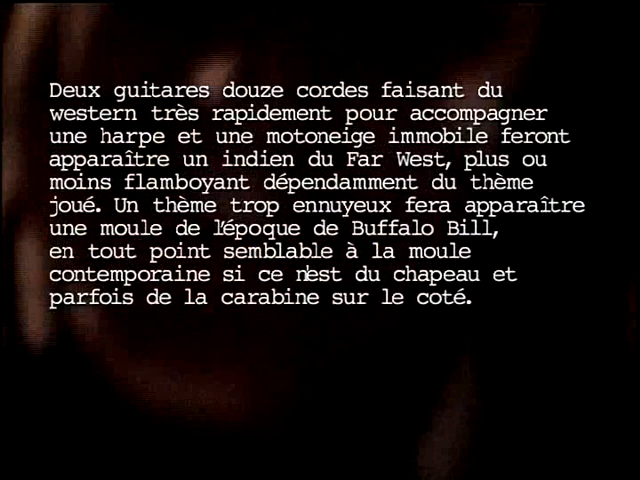 Deux guitares douze cordes faisant du
western très rapidement pour accompagner
une harpe et une motoneige immobile feront
apparaître un indien du Far West, plus ou
moins flamboyant dépendamment du thème
joué. Un thème trop ennuyeux fera apparaître
une moule de l'époque de Buffalo Bill,
en tout point semblable à la moule
contemporaine si ce n'est du chapeau et
parfois de la carabine sur le coté.